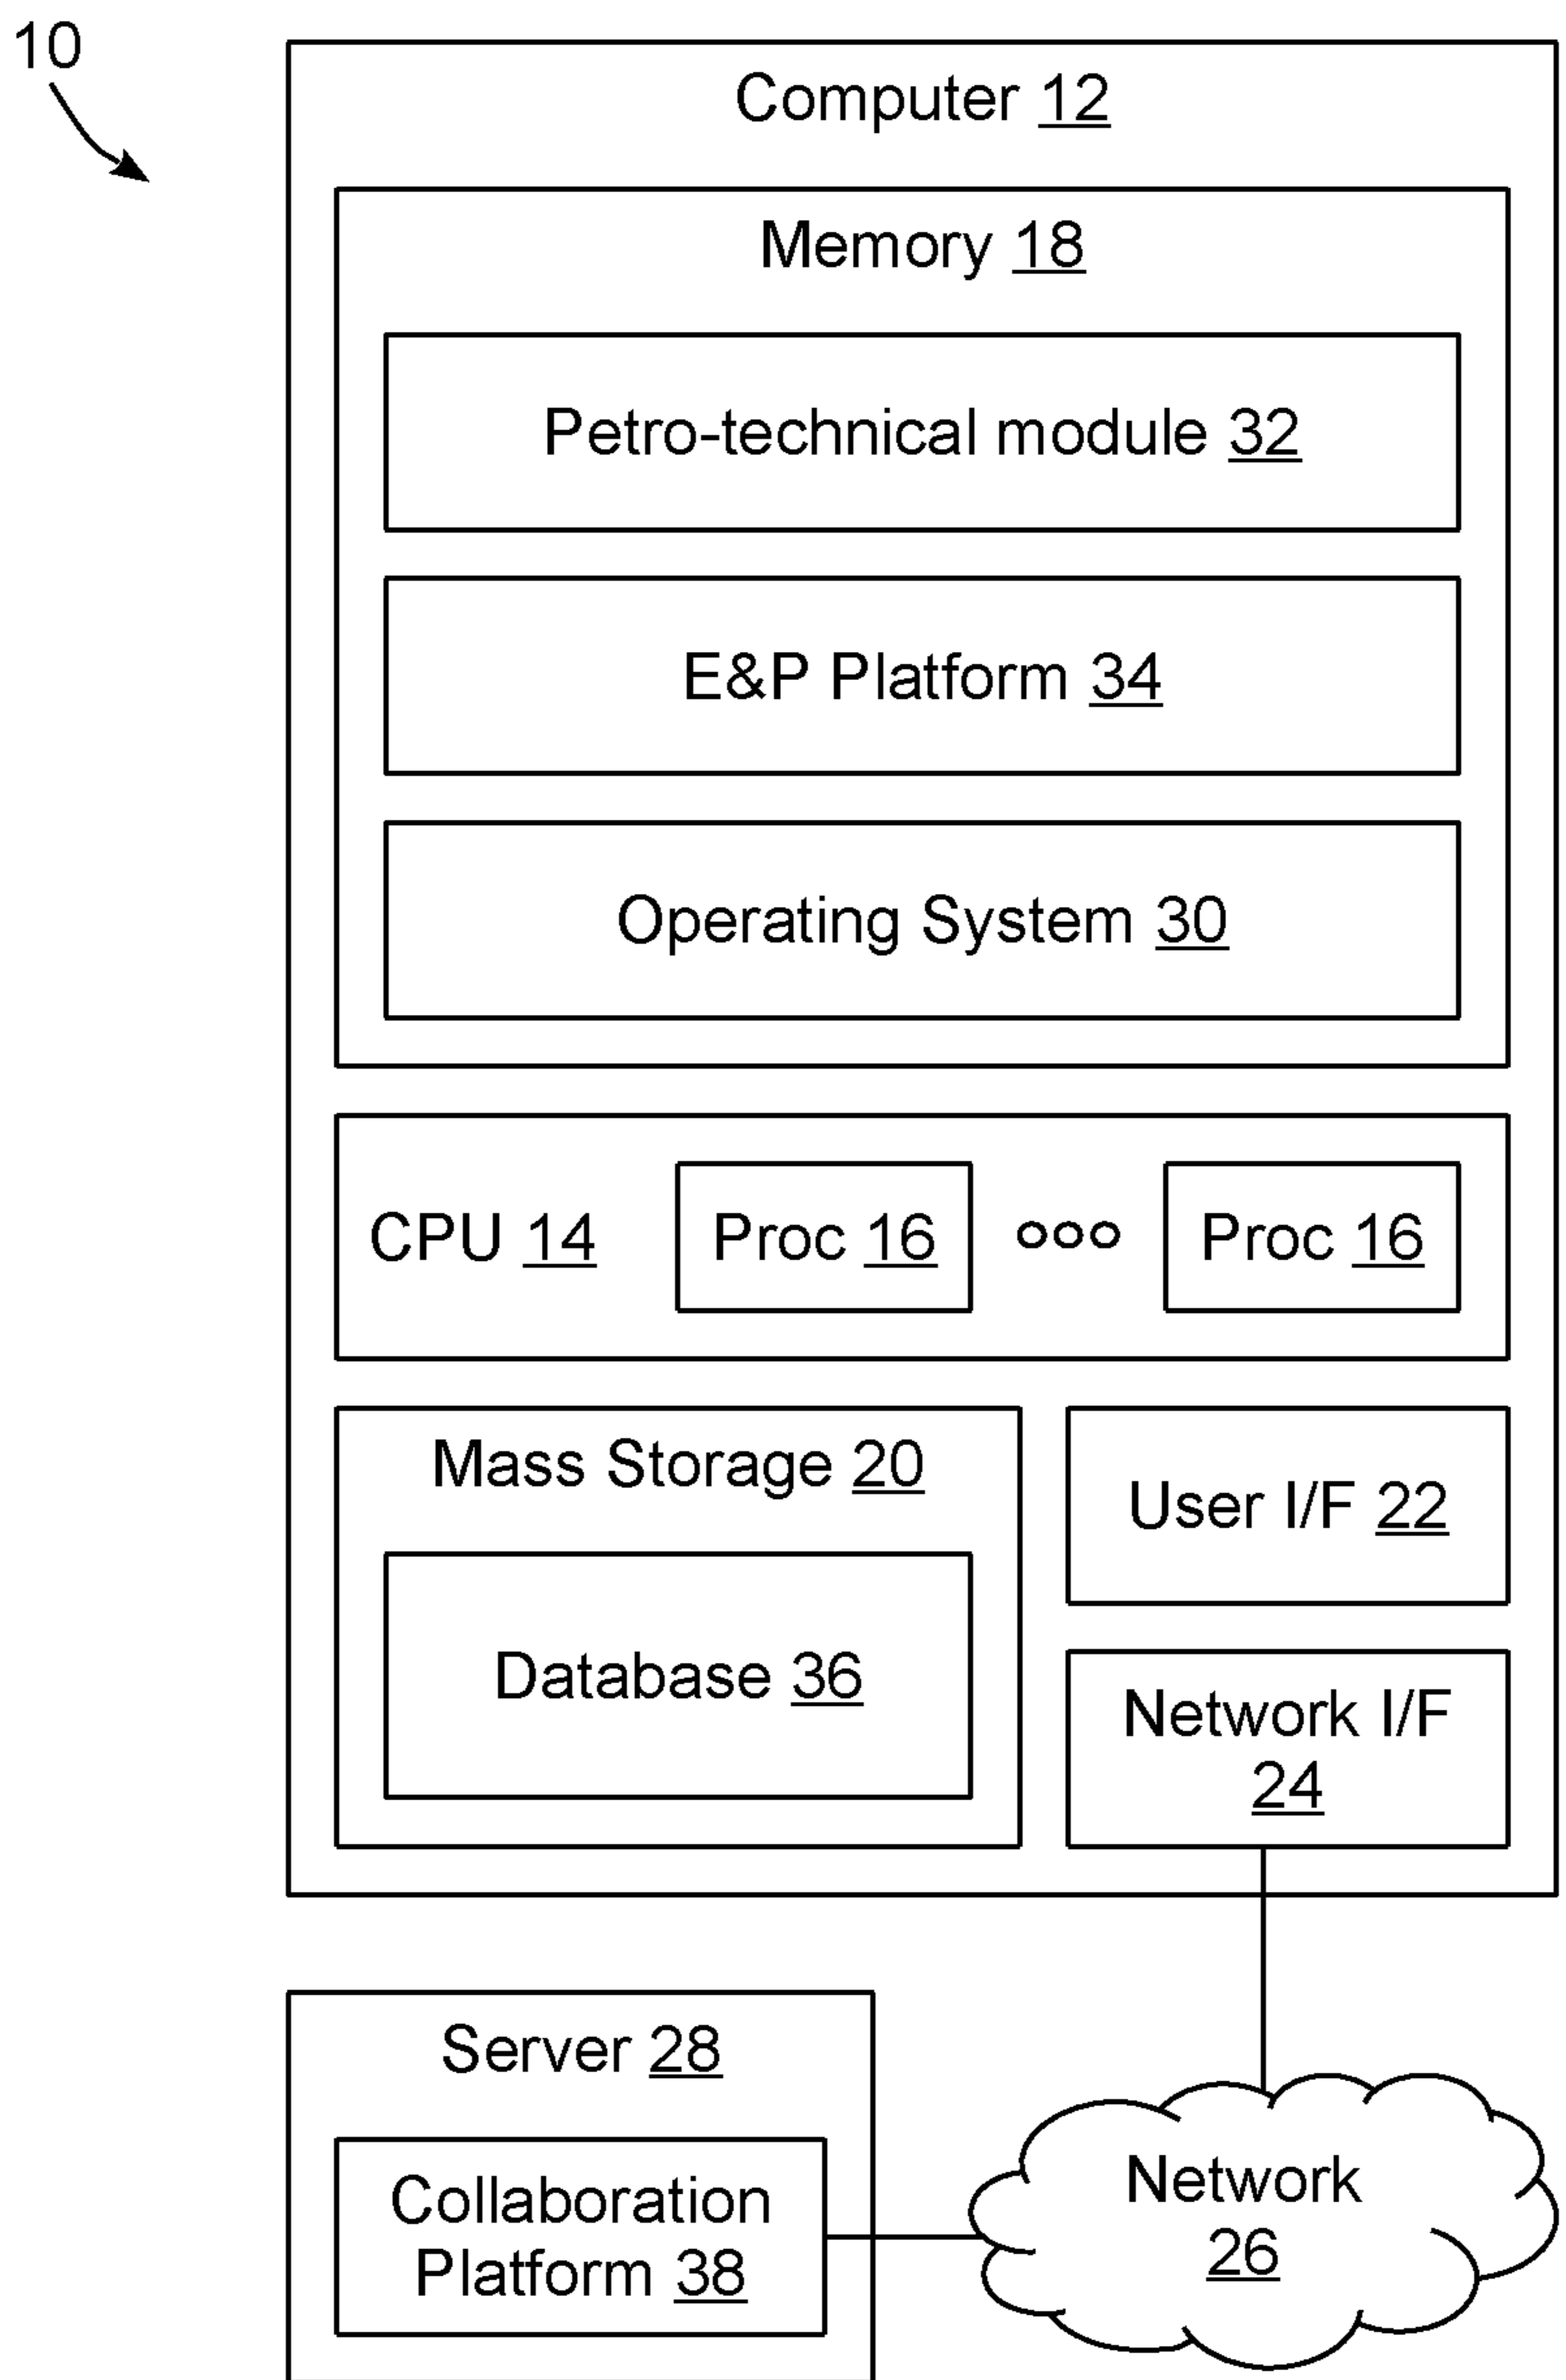 10
Computer 12
Memory 18
Petro-technical module 32
E&P Platform 34
Operating System 30
CPU 14
Proc 16
Proc 16
Mass Storage 20
Database 36
User I/F 22
Network I/F
24
Server 28
Collaboration
Platform 38
Network
26